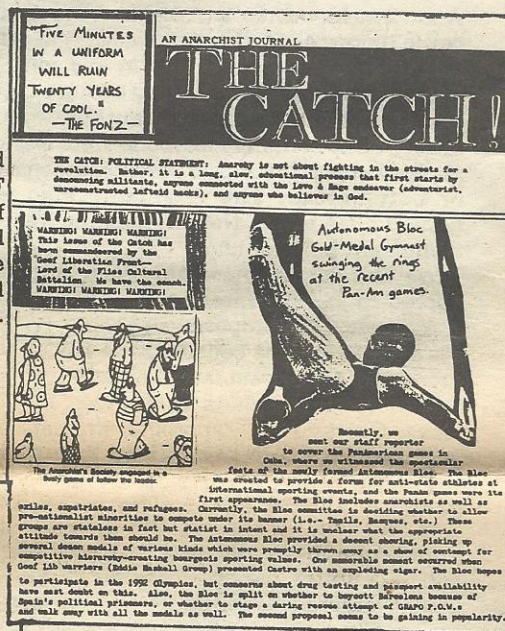 "FIVE MINUTES
IN A UNIFORM
WILL RUIN
TWENTY YEARS
OF COOL."
—THE FONZ—
AN ANARCHIST JOURNAL
THE
CATCH!
THE CATCH: POLITICAL STATEMENT: Anarchy is not about fighting in the streets for a
revolution. Rather, it is a long, slow, educational process that first starts by
denouncing militants, anyone connected with the Love & Rage endeavor (adventurist,
unreconstructed leftoid hacks), and anyone who believes in God.
WARNING! WARNING! WARNING!
This issue of the Catch has
been commandeered by the
Goof Liberation Front—
Lord of the Flies Cultural
Battalion. We have the conch.
WARNING! WARNING! WARNING!
The Anarchist's Society engaged in a
lively game of follow the leader.
Autonomous Bloc
Gold-Medal Gymnast
swinging the rings
at the recent
Pan-Am games.
Recently, we
sent our staff reporter
to cover the PanAmerican games in
Cuba, where we witnessed the spectacular
feats of the newly formed Autonomous Bloc. The Bloc
was created to provide a forum for anti-state athletes at
international sporting events, and the Panam games were its
first appearance. The Bloc includes anarchists as well as
exiles, expatriates, and refugees. Currently, the Bloc committee is deciding whether to allow
pro-nationalist minorities to compete under its banner (i.e.- Tamils, Basques, etc.) These
groups are stateless in fact but statist in intent and it is unclear what the appropriate
attitude towards them should be. The Autonomous Bloc provided a decent showing, picking up
several dozen medals of various kinds which were promptly thrown away as a show of contempt for
competitive hierarchy-creating bourgeois sporting values. One memorable moment occurred when
Goof Lib warriors (Eddie Haskell Group) presented Castro with an exploding cigar. The Bloc hopes
to participate in the 1992 Olympics, but concerns about drug testing and passport availability
have cast doubt on this. Also, the Bloc is split on whether to boycott Barcelona because of
Spain's political prisoners, or whether to stage a daring rescue attempt of GRAPO P.O.W.s
and walk away with all the medals as well. The second proposal seems to be gaining in popularity.